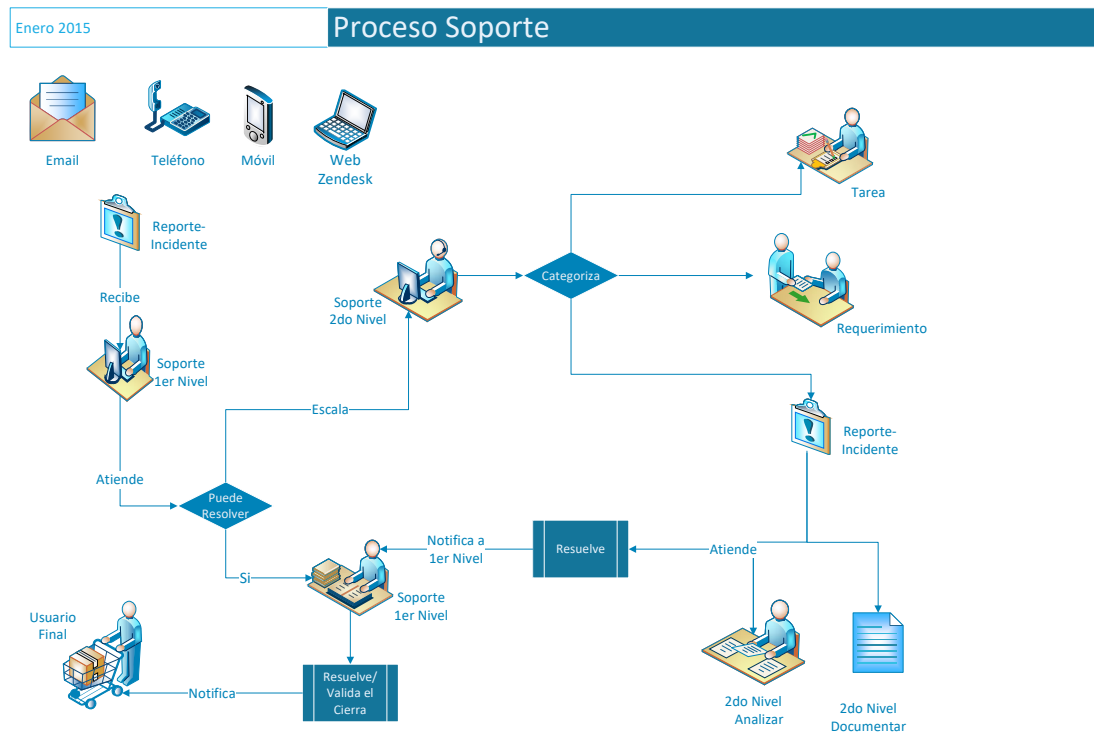 Enero 2015
Proceso Soporte
Email
Teléfono
Móvil
Web
Zendesk
Tarea
Reporte-
Incidente
Recibe
Soporte
2do Nivel
Categoriza
Requerimiento
Soporte
1er Nivel
Escala
Reporte-
Incidente
Atiende
Puede
Resolver
Notifica a
1er Nivel
Resuelve
Atiende
Si
Soporte
1er Nivel
Usuario
Final
Resuelve/
Valida el
Cierra
Notifica
2do Nivel
Analizar
2do Nivel
Documentar